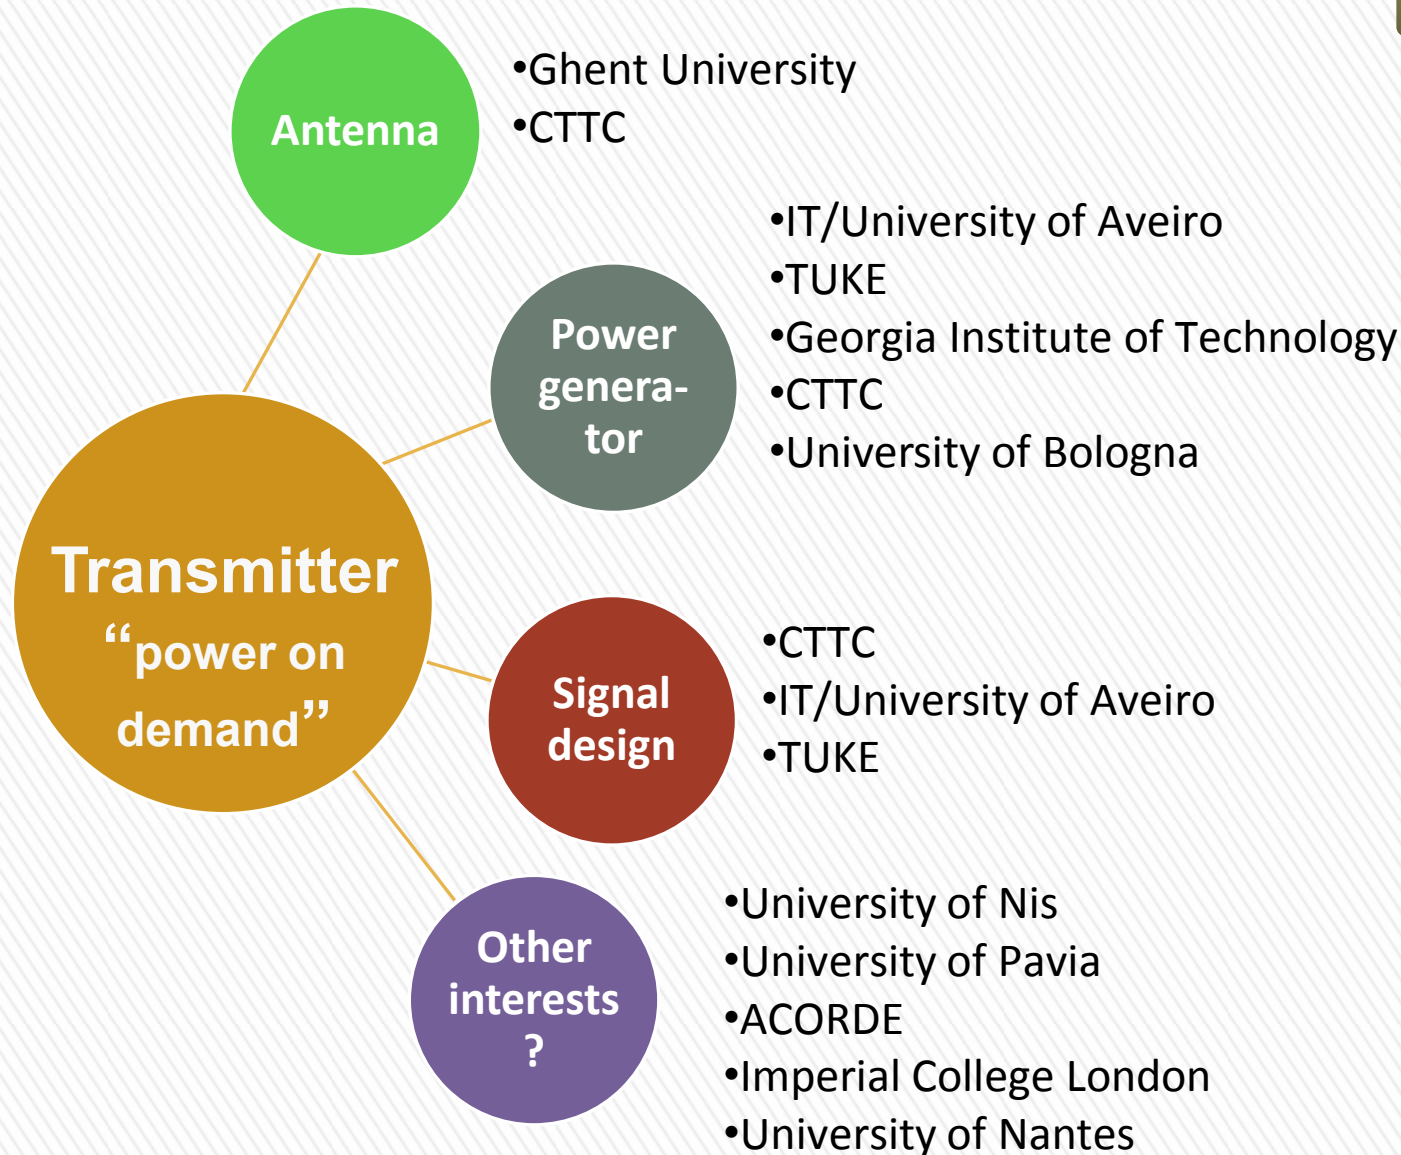 Antenna
•Ghent University
•CTTC
Power
genera-
tor
•IT/University of Aveiro
•TUKE
•Georgia Institute of Technology
•CTTC
•University of Bologna
Transmitter
“power on
demand”
Signal
design
•CTTC
•IT/University of Aveiro
•TUKE
Other
interests
?
•University of Nis
•University of Pavia
•ACORDE
•Imperial College London
•University of Nantes